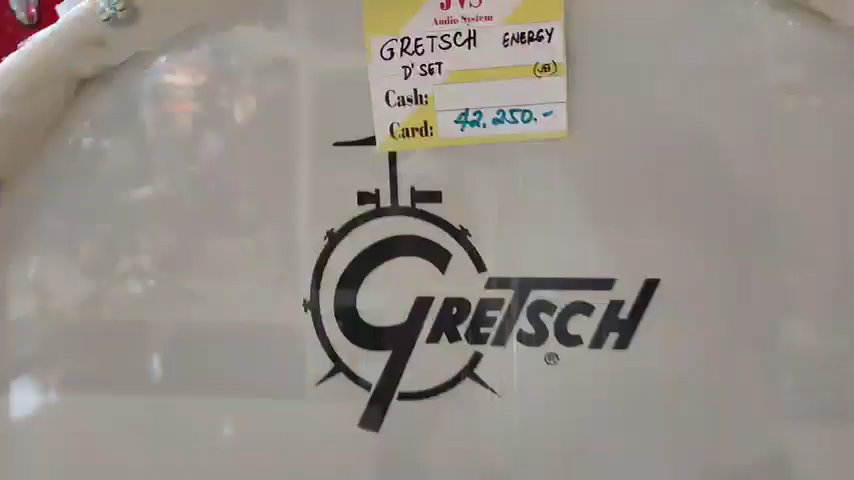 JVS
Audio System
GRETSCH ENERGY
D'SET (JB)
Cash:
Card: 42,250.-
GRETSCH
®